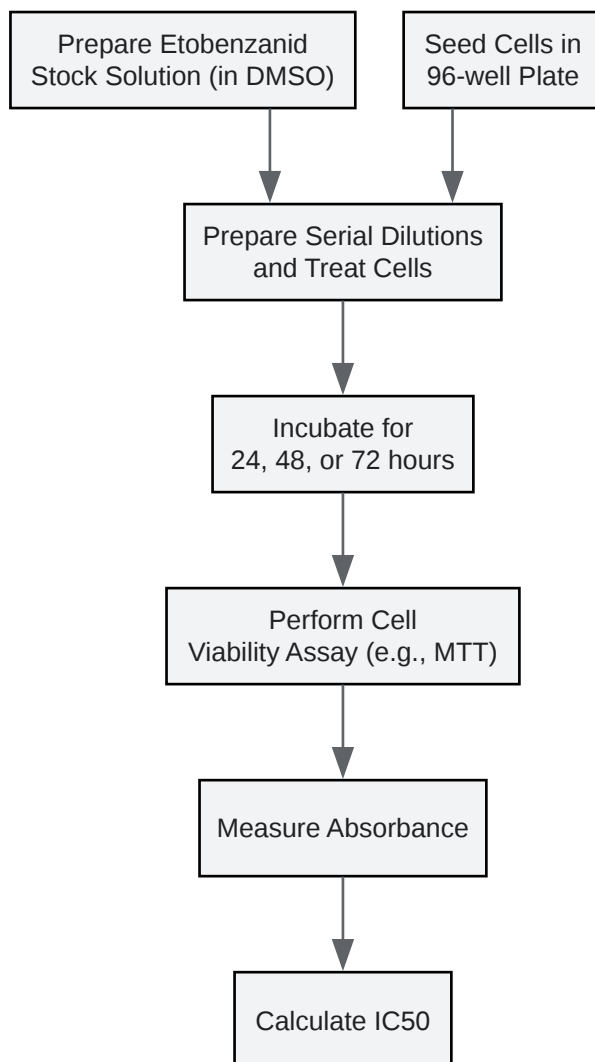 Prepare Etobenzanid
Stock Solution (in DMSO)
Seed Cells in
96-well Plate
Prepare Serial Dilutions
and Treat Cells
Incubate for
24, 48, or 72 hours
Perform Cell
Viability Assay (e.g., MTT)
Measure Absorbance
Calculate IC50